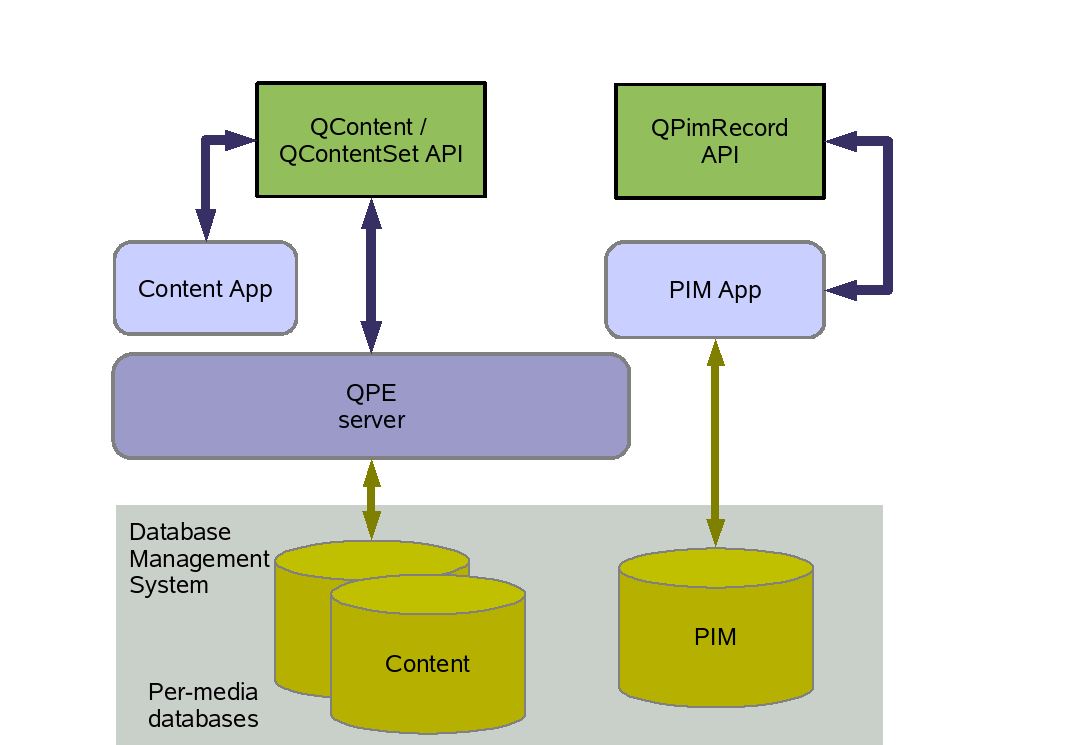 QContent /
QContentSet API
QPimRecord
API
Content App
PIM App
QPE
server
Database
Management
System
Content
PIM
Per-media
databases